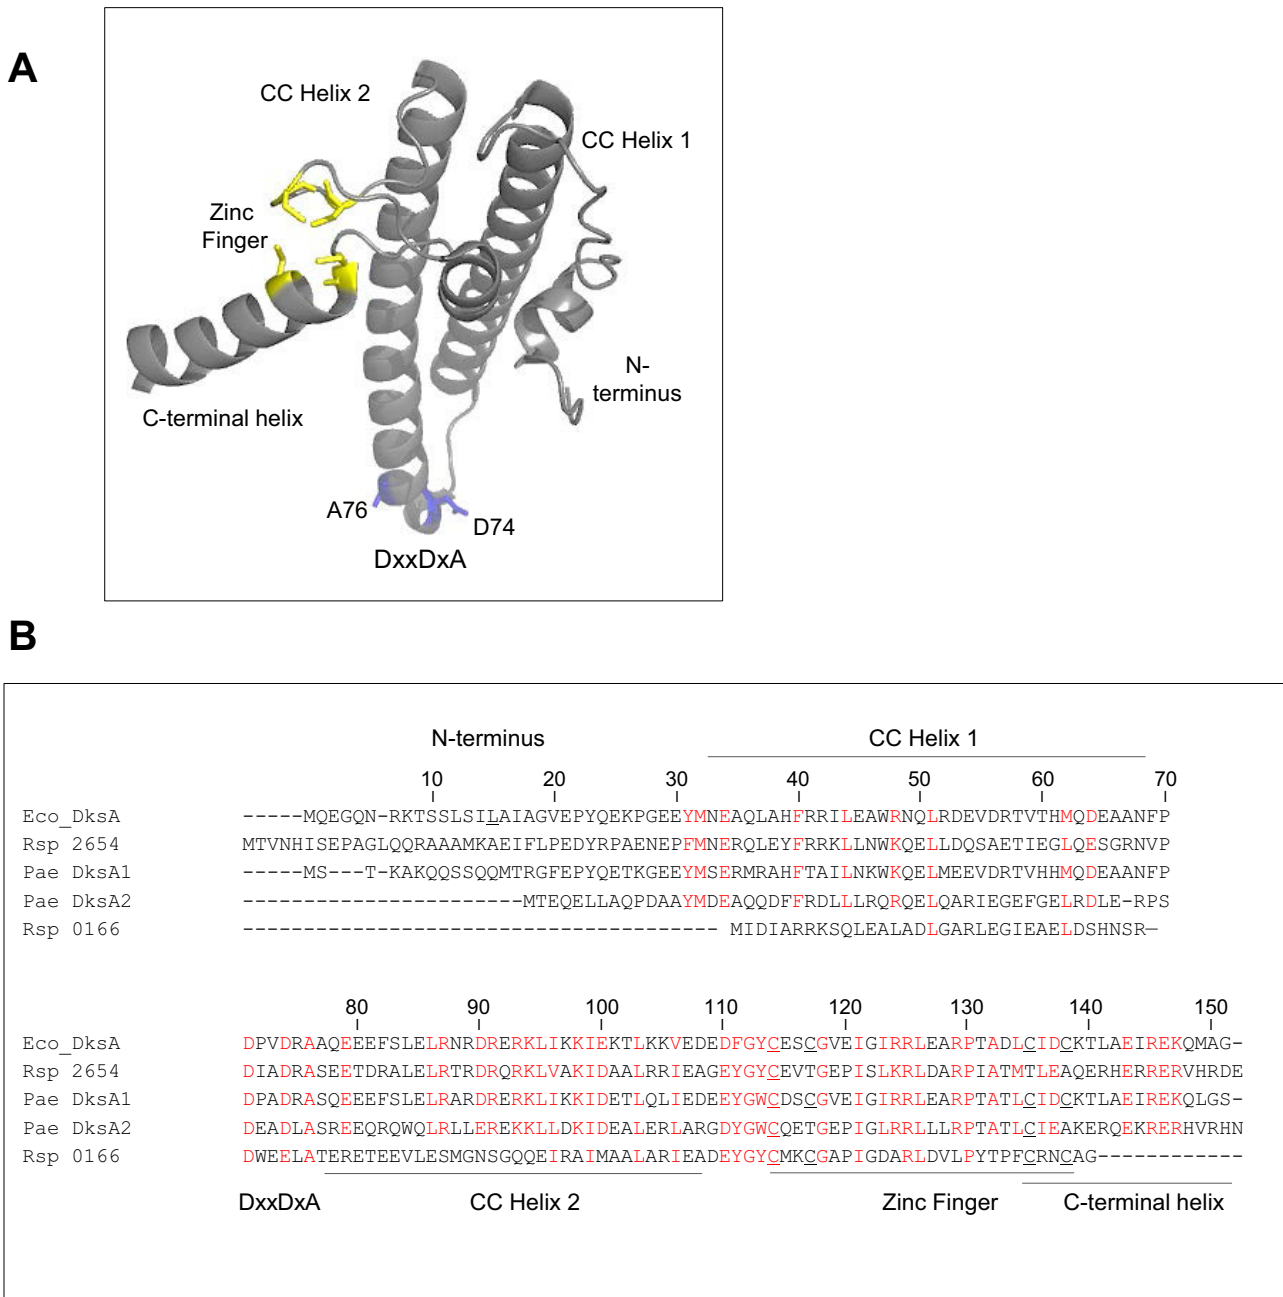 A
CC Helix 2
CC Helix 1
Zinc
Finger
N-
terminus
C-terminal helix
A76
D74
DxxDxA
B
N-terminus CC Helix 1
10 20 30 40 50 60 70
Eco_DksA -----MQEGQN-RKTSSLSILAIAGVEPYQEKPGEEYMNEAQLAHFRRILEAWRNQLRDEVDRTVTHMQDEAANFP
Rsp 2654 MTVNHISEPAGLQQRAAAMKAEIFLPEDYRPAENEPFMNERQLEYFRRKLLNWKQELLDQSAETIEGLQESGRNVP
Pae DksA1 -----MS---T-KAKQQSSQQMTRGFEPYQETKGEEYMSERMRAHFTAILNKWKQELMEEVDRTVHHMQDEAANFP
Pae DksA2 -----------------------MTEQELLAQPDAAYMDEAQQDFFRDLLLRQRQELQARIEGEFGELRDLE-RPS
Rsp 0166 --------------------------------------- MIDIARRKSQLEALADLGARLEGIEAELDSHNSR—
80 90 100 110 120 130 140 150
Eco_DksA DPVDRAAQEEEFSLELRNRDRERKLIKKIEKTLKKVEDEDFGYCESCGVEIGIRRLEARPTADLCIDCKTLAEIREKQMAG-
Rsp 2654 DIADRASEETDRALELRTRDRQRKLVAKIDAALRRIEAGEYGYCEVTGEPISLKRLDARPIATMTLEAQERHERRERVHRDE
Pae DksA1 DPADRASQEEEFSLELRARDRERKLIKKIDETLQLIEDEEYGWCDSCGVEIGIRRLEARPTATLCIDCKTLAEIREKQLGS-
Pae DksA2 DEADLASREEQRQWQLRLLEREKKLLDKIDEALERLARGDYGWCQETGEPIGLRRLLLRPTATLCIEAKERQEKRERHVRHN
Rsp 0166 DWEELATERETEEVLESMGNSGQQEIRAIMAALARIEADEYGYCMKCGAPIGDARLDVLPYTPFCRNCAG------------
DxxDxA CC Helix 2 Zinc Finger C-terminal helix